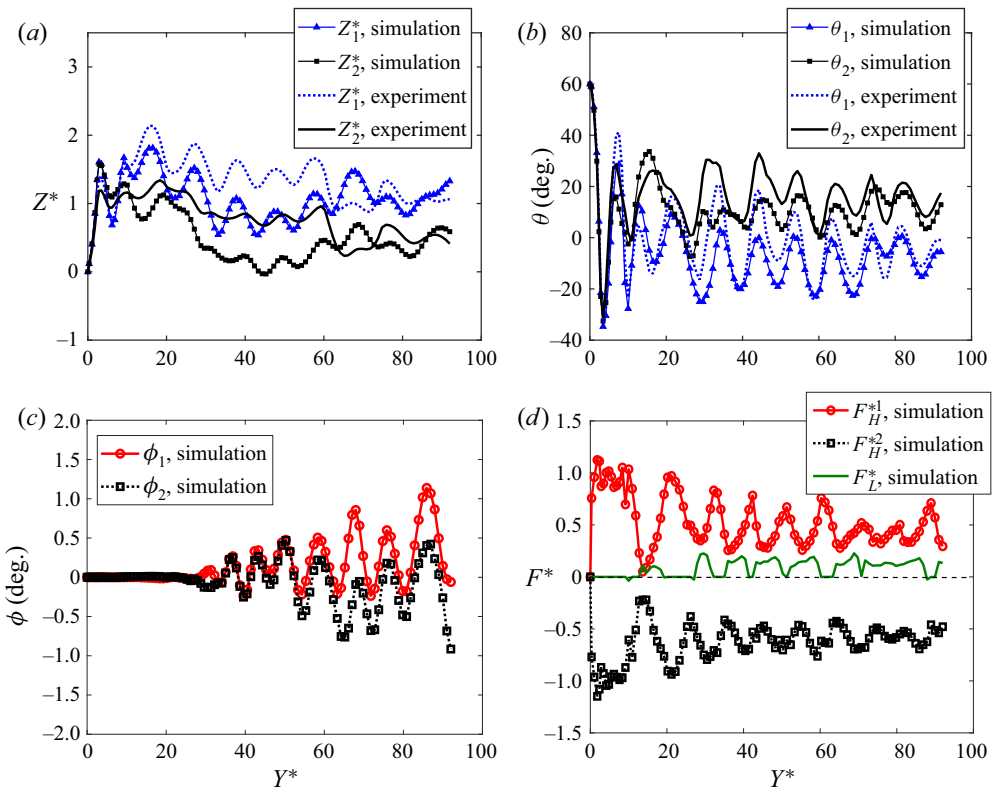 (a)
Z*1, simulation
Z*2, simulation
Z*1, experiment
Z*2, experiment
3
2
1
0
–1
Z*
0
20
40
60
80
100
(b)
θ1, simulation
θ2, simulation
θ1, experiment
θ2, experiment
80
60
40
20
0
–20
–40
θ (deg.)
0
20
40
60
80
100
(c)
ϕ1, simulation
ϕ2, simulation
2.0
1.5
1.0
0.5
0
–0.5
–1.0
–1.5
–2.0
ϕ (deg.)
0
20
40
60
80
100
Y*
(d)
F*1H, simulation
F*2H, simulation
F*L, simulation
1.5
1.0
0.5
0
–0.5
–1.0
–1.5
F*
0
20
40
60
80
100
Y*